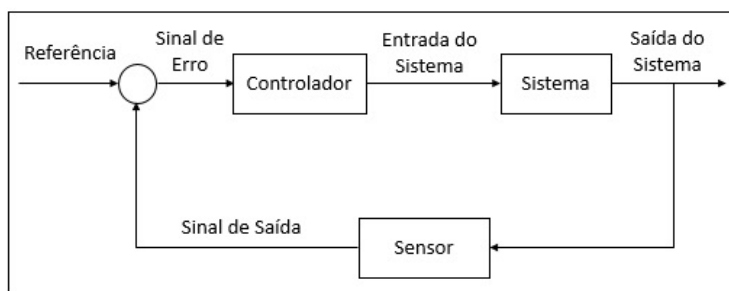 Referência
Sinal de
Erro
Controlador
Entrada do
Sistema
Sistema
Saída do
Sistema
Sinal de Saída
Sensor